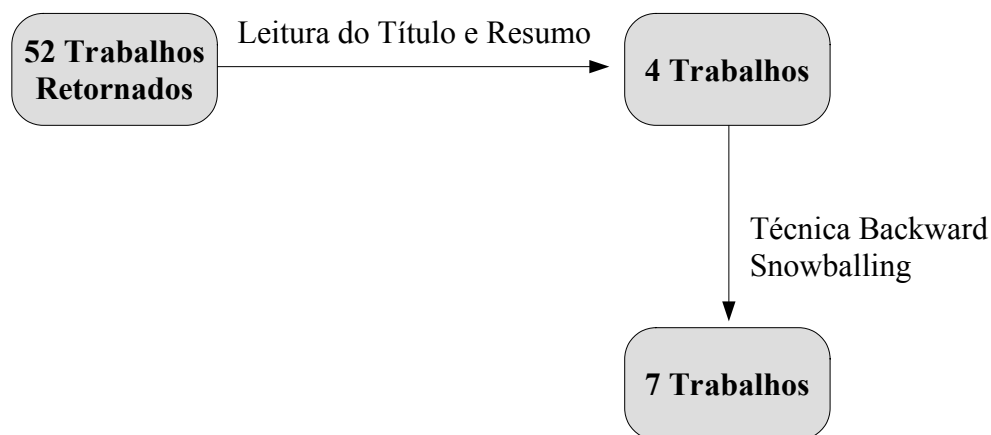 52 Trabalhos
Retornados
Leitura do Título e Resumo
4 Trabalhos
Técnica Backward
Snowballing
7 Trabalhos